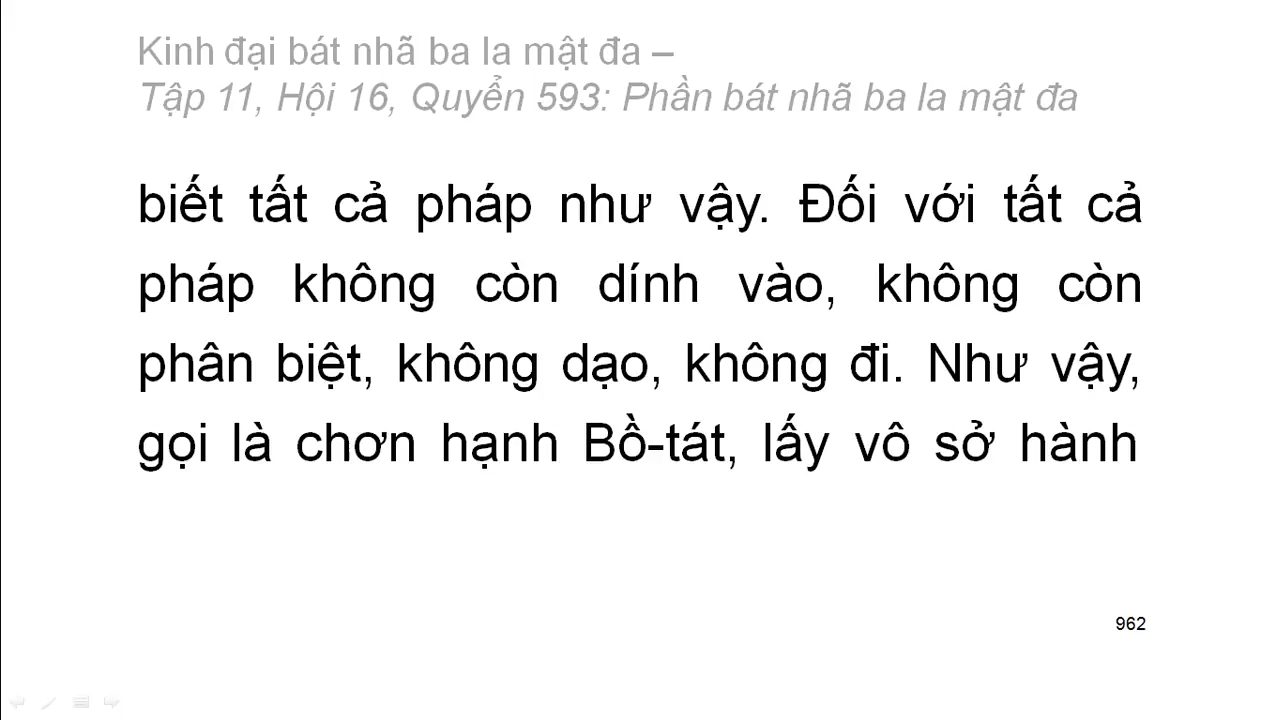 Kinh đại bát nhã ba la mật đa –
Tập 11, Hội 16, Quyển 593: Phần bát nhã ba la mật đa
biết tất cả pháp như vậy. Đối với tất cả
pháp không còn dính vào, không còn
phân biệt, không dạo, không đi. Như vậy,
gọi là chơn hạnh Bồ-tát, lấy vô sở hành
962